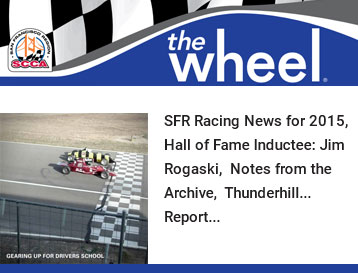 SAN FRANCISCO REGION
SCCA
the
wheel®
SFR Racing News for 2015,
Hall of Fame Inductee: Jim
Rogaski,  Notes from the
Archive,  Thunderhill...
Report...
GEARING UP FOR DRIVERS SCHOOL